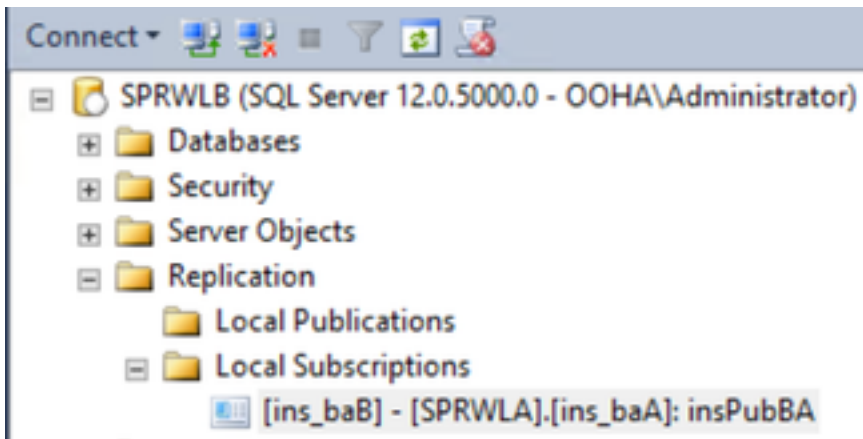 Connect
SPRWLB (SQL Server 12.0.5000.0 - OOHA\Administrator)
Databases
Security
Server Objects
Replication
Local Publications
Local Subscriptions
[ins_baB] - [SPRWLA].[ins_baA]: insPubBA